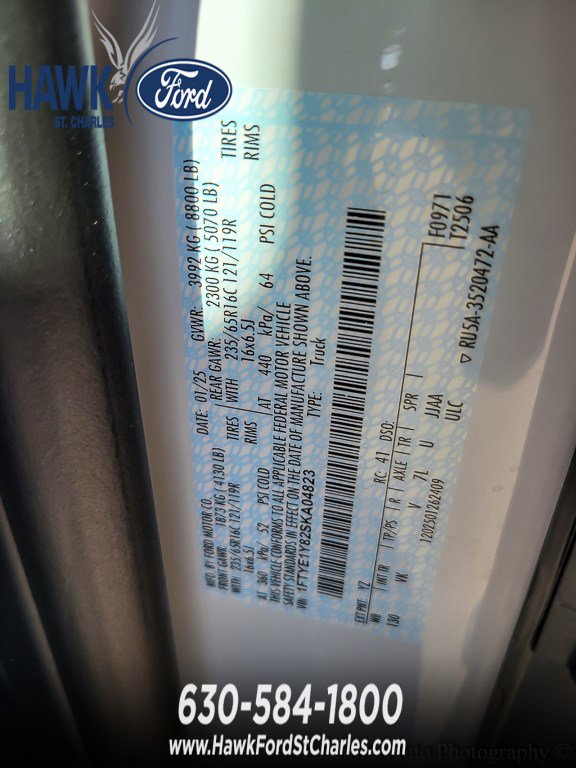 HAWK
Ford
ST. CHARLES
MFD. BY FORD MOTOR CO.
DATE: 01/25 GVWR: 3992 KG ( 8800 LB)
FRONT GAWR: 1873 KG ( 4130 LB) REAR GAWR: 2300 KG ( 5070 LB)
WITH 235/65R16C 121/119R TIRES WITH 235/65R16C 121/119R TIRES
16x6.5J RIMS 16x6.5J RIMS
AT 360 kPa/ 52 PSI COLD AT 440 kPa/ 64 PSI COLD
THIS VEHICLE CONFORMS TO ALL APPLICABLE FEDERAL MOTOR VEHICLE
SAFETY STANDARDS IN EFFECT ON THE DATE OF MANUFACTURE SHOWN ABOVE.
VIN: 1FTYE1Y82SKA04823 TYPE: Truck
EXT PNT: YZ RC: 41 DSO: F0971
WB INT TR TP/PS R AXLE TR SPR T2506
130 VK V 7L U JJAA
1202501262409 ULC ▽ RU5A-3520472-AA
630-584-1800
www.HawkFordStCharles.com
Photography ©